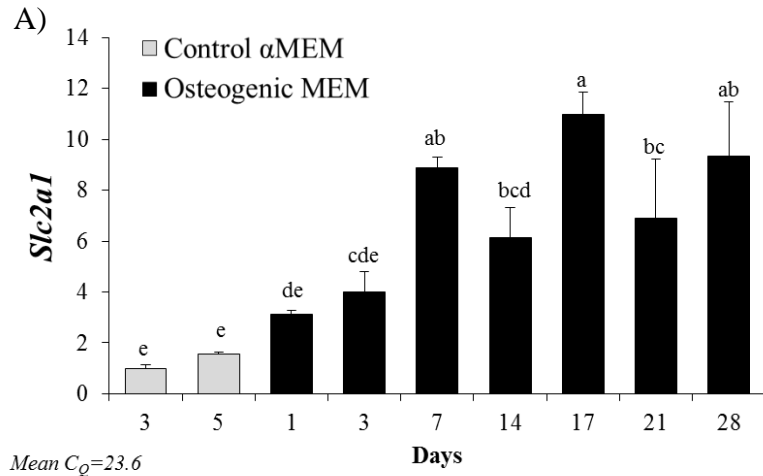 A)
Control αMEM
Osteogenic MEM
Slc2a1
14
12
10
8
6
4
2
0
e
e
de
cde
ab
bcd
a
bc
ab
3 5 1 3 7 14 17 21 28
Days
Mean CQ=23.6